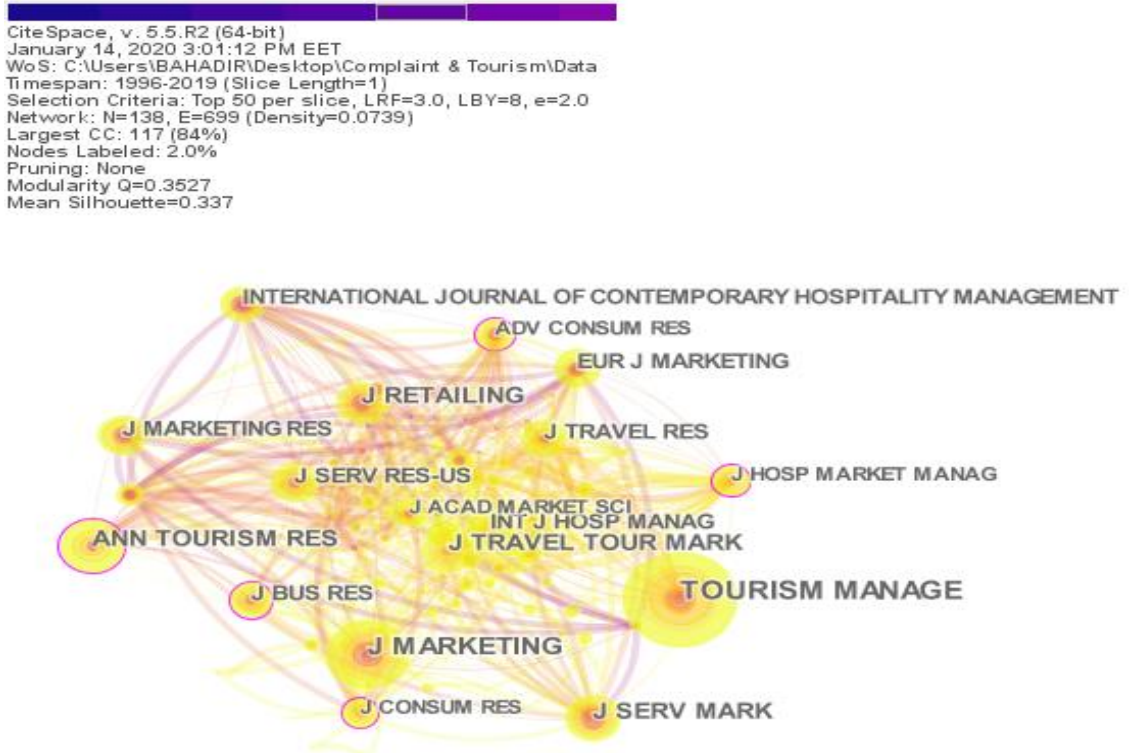 CiteSpace, v. 5.5.R2 (64-bit)
January 14, 2020 3:01:12 PM EET
WoS: C:\Users\BAHADIR\Desktop\Complaint & Tourism\Data
Timespan: 1996-2019 (Slice Length=1)
Selection Criteria: Top 50 per slice, LRF=3.0, LBY=8, e=2.0
Network: N=138, E=699 (Density=0.0739)
Largest CC: 117 (84%)
Nodes Labeled: 2.0%
Pruning: None
Modularity Q=0.3527
Mean Silhouette=0.337
INTERNATIONAL JOURNAL OF CONTEMPORARY HOSPITALITY MANAGEMENT
ADV CONSUM RES
EUR J MARKETING
J RETAILING
J MARKETING RES
J TRAVEL RES
J SERV RES-US
J HOSP MARKET MANAG
J ACAD MARKET SCI
INT J HOSP MANAG
ANN TOURISM RES
J TRAVEL TOUR MARK
J BUS RES
TOURISM MANAGE
J MARKETING
J CONSUM RES
J SERV MARK